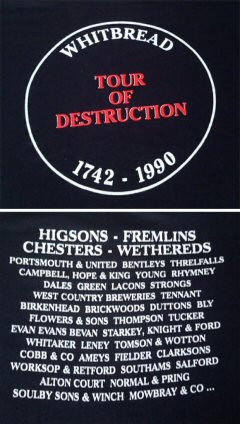 WHITBREAD
TOUR
OF
DESTRUCTION
1742 - 1990
HIGSONS - FREMLINS
CHESTERS - WETHEREDS
PORTSMOUTH & UNITED BENTLEYS THRELFALLS
CAMPBELL, HOPE & KING YOUNG RHYMNEY
DALES GREEN LACONS STRONGS
WEST COUNTRY BREWERIES TENNANT
BIRKENHEAD BRICKWOODS DUTTONS BLY
FLOWERS & SONS THOMPSON TUCKER
EVAN EVANS BEVAN STARKEY, KNIGHT & FORD
WHITAKER LENEY TOMSON & WOTTON
COBB & CO AMEYS FIELDER CLARKSONS
WORKSOP & RETFORD SOUTHAMS SALFORD
ALTON COURT NORMAL & PRING
SOULBY SONS & WINCH MOWBRAY & CO ...